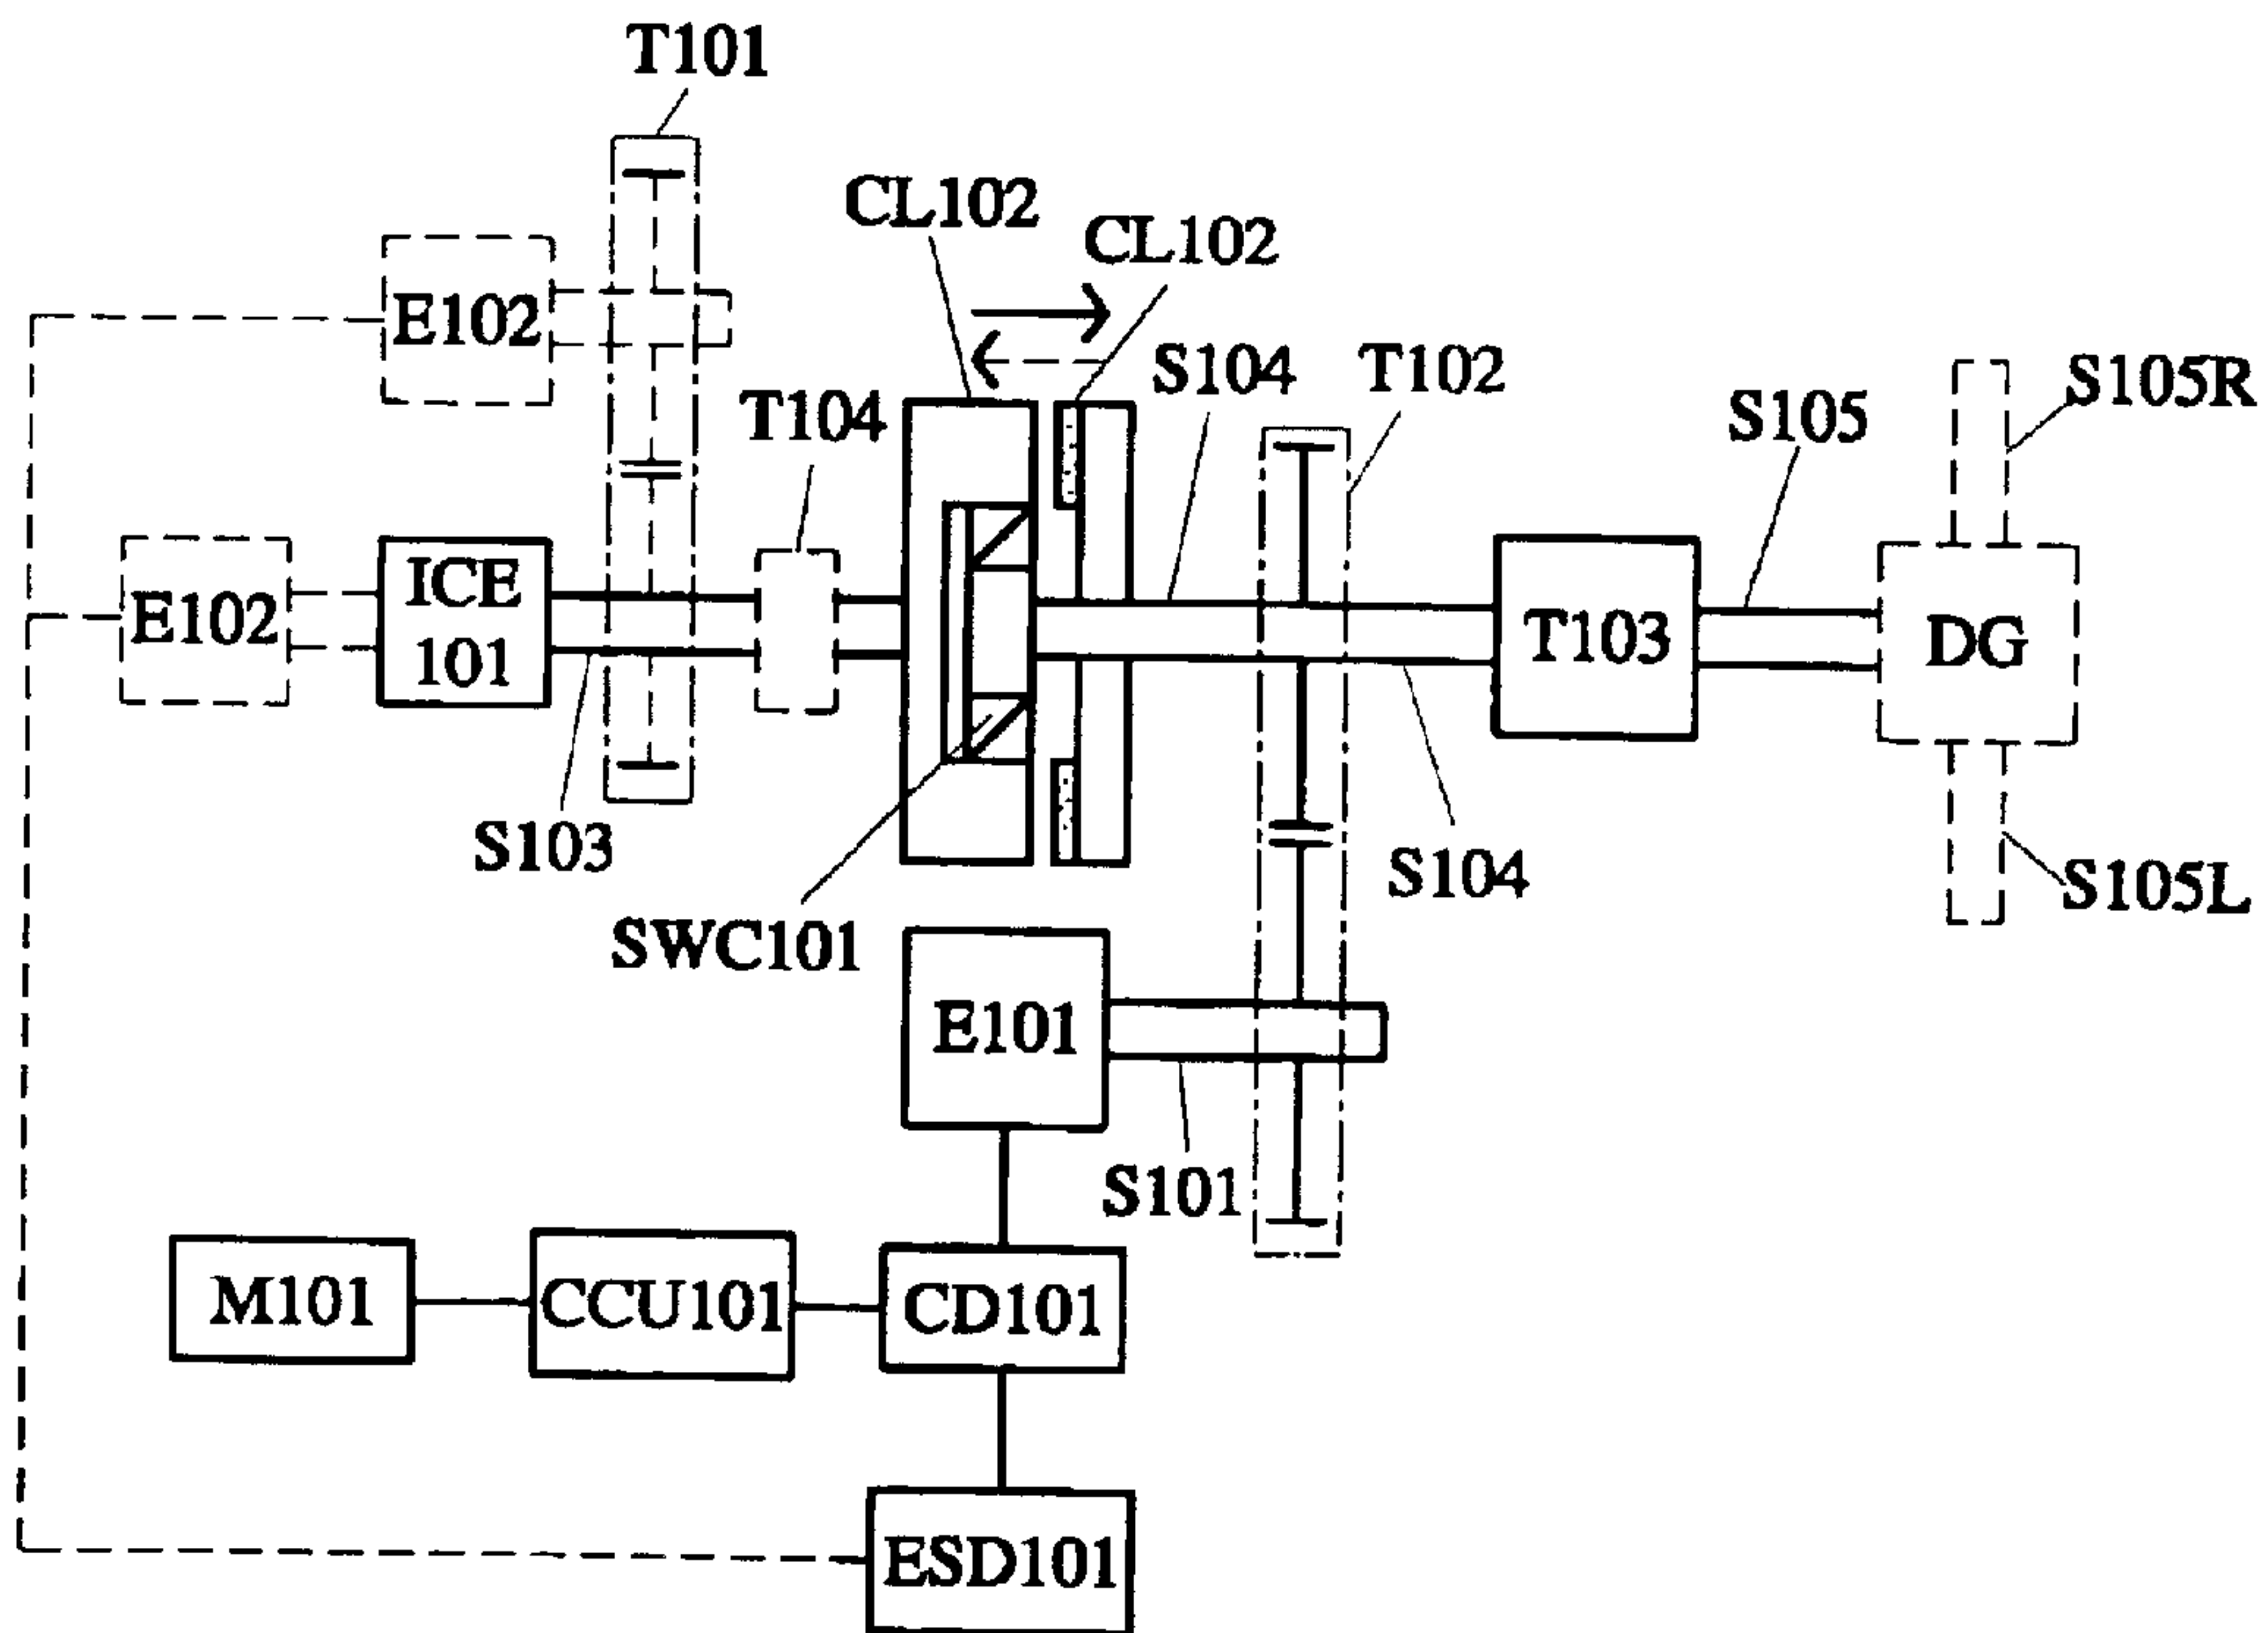 T101
CL102
CL102
E102
S104
T102
S105R
T104
S105
E102
ICE
101
T103
DG
S103
S104
S105L
SWC101
E101
S101
M101
CCU101
CD101
ESD101